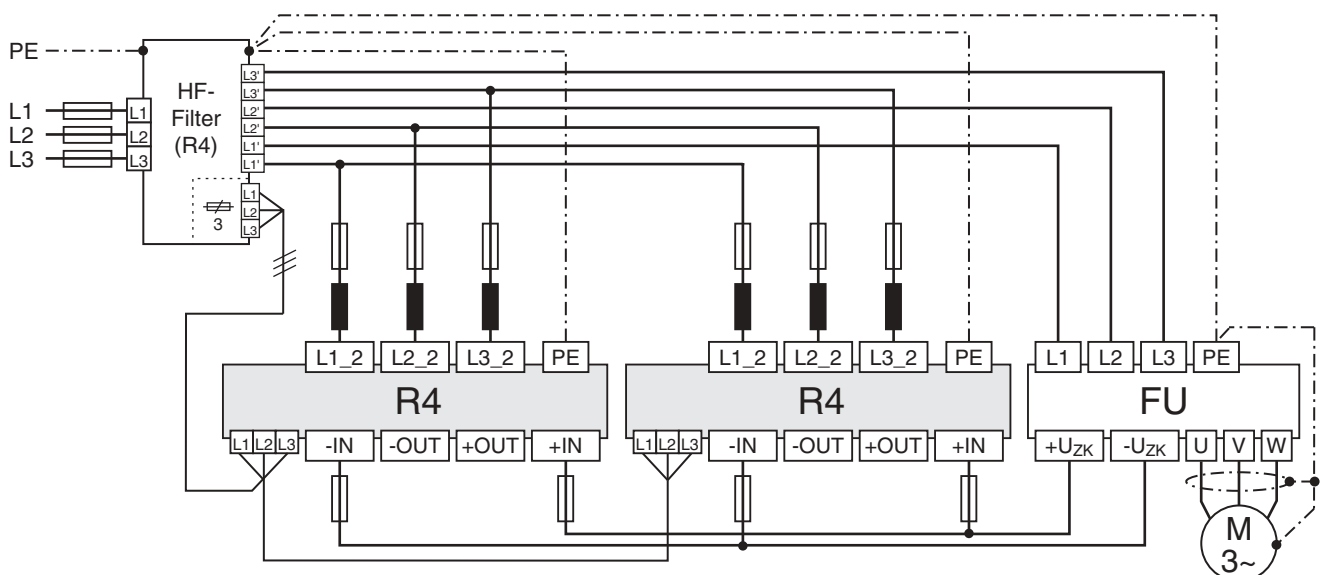 PE
L1
L2
L3
L1
L2
L3
HF-
Filter
(R4)
L3'
L3'
L2'
L2'
L1'
L1'
L1
L2
L3
3
L1_2
L2_2
L3_2
PE
R4
L1
L2
L3
-IN
-OUT
+OUT
+IN
L1_2
L2_2
L3_2
PE
R4
L1
L2
L3
-IN
-OUT
+OUT
+IN
L1
L2
L3
PE
FU
+UZK
-UZK
U
V
W
M
3~